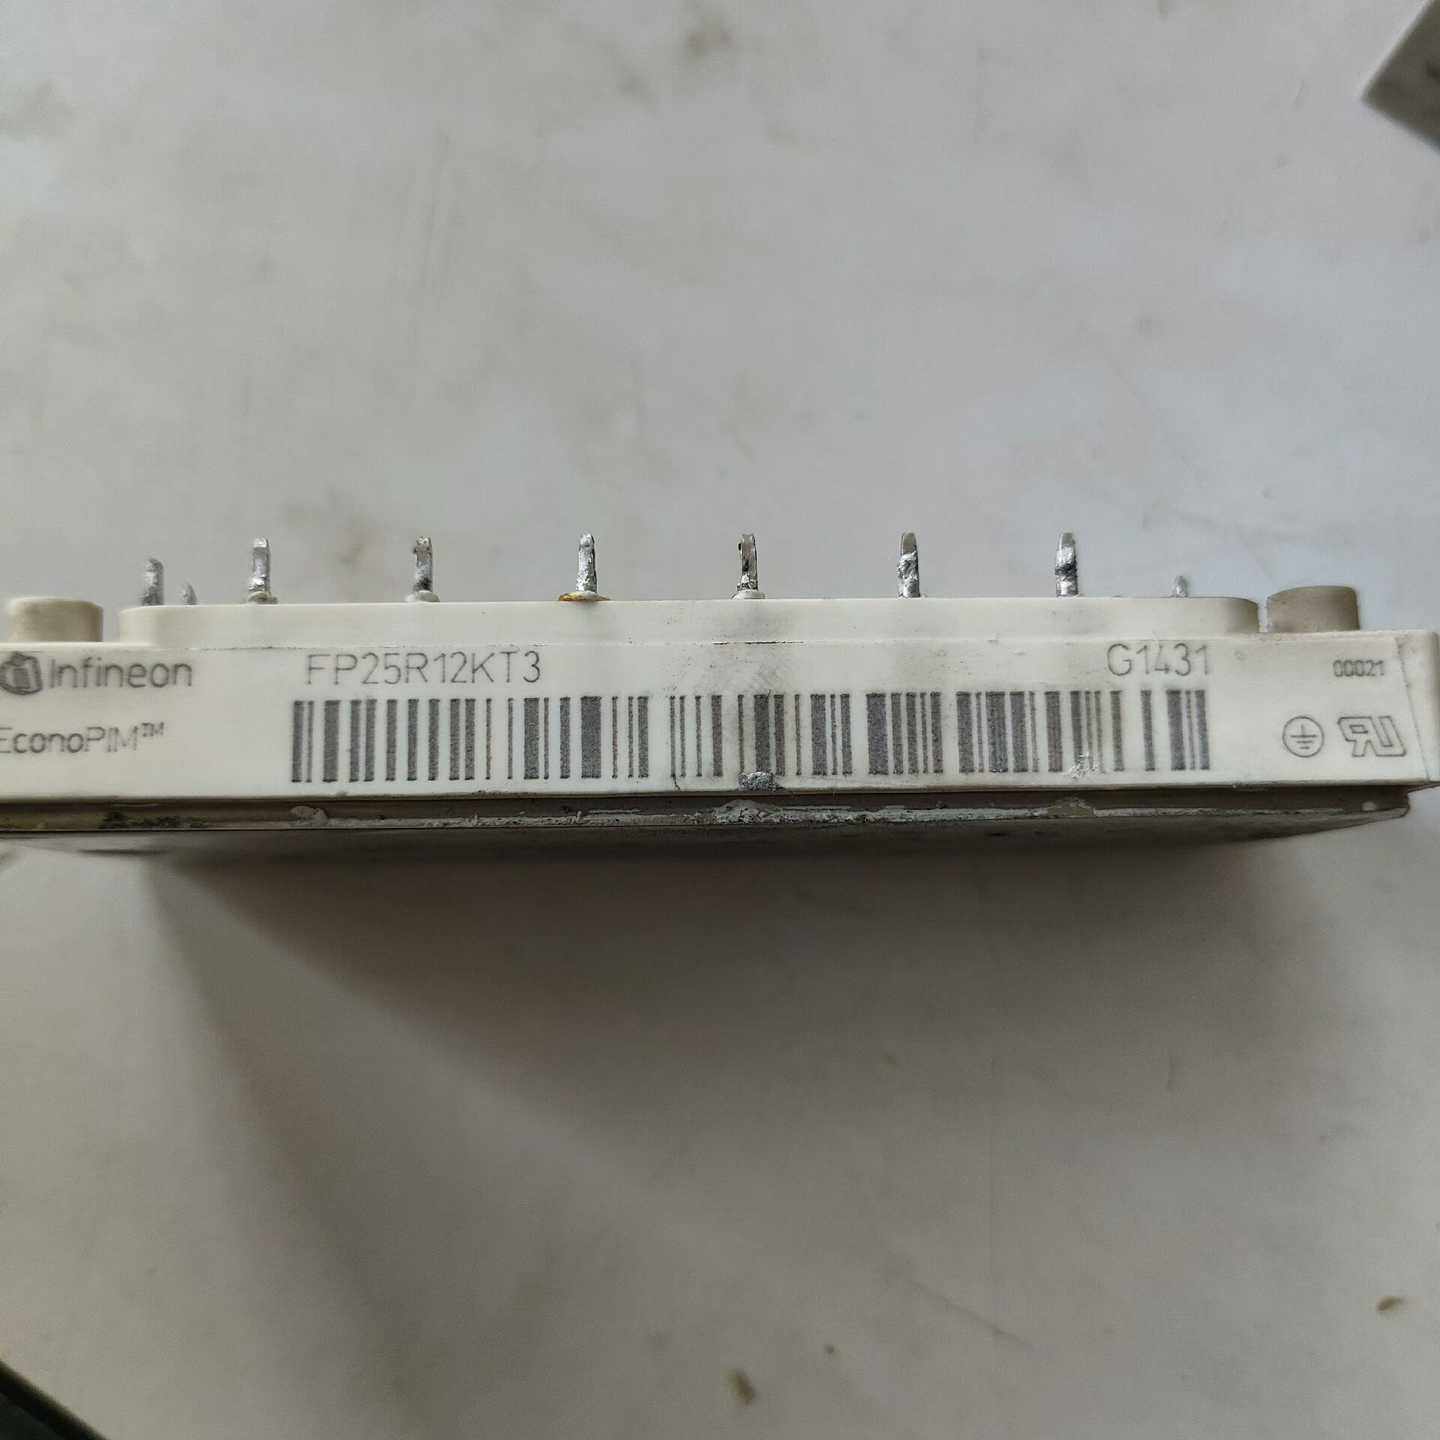 Infineon FP25R12KT3 G1431 00021
EconoPIM™